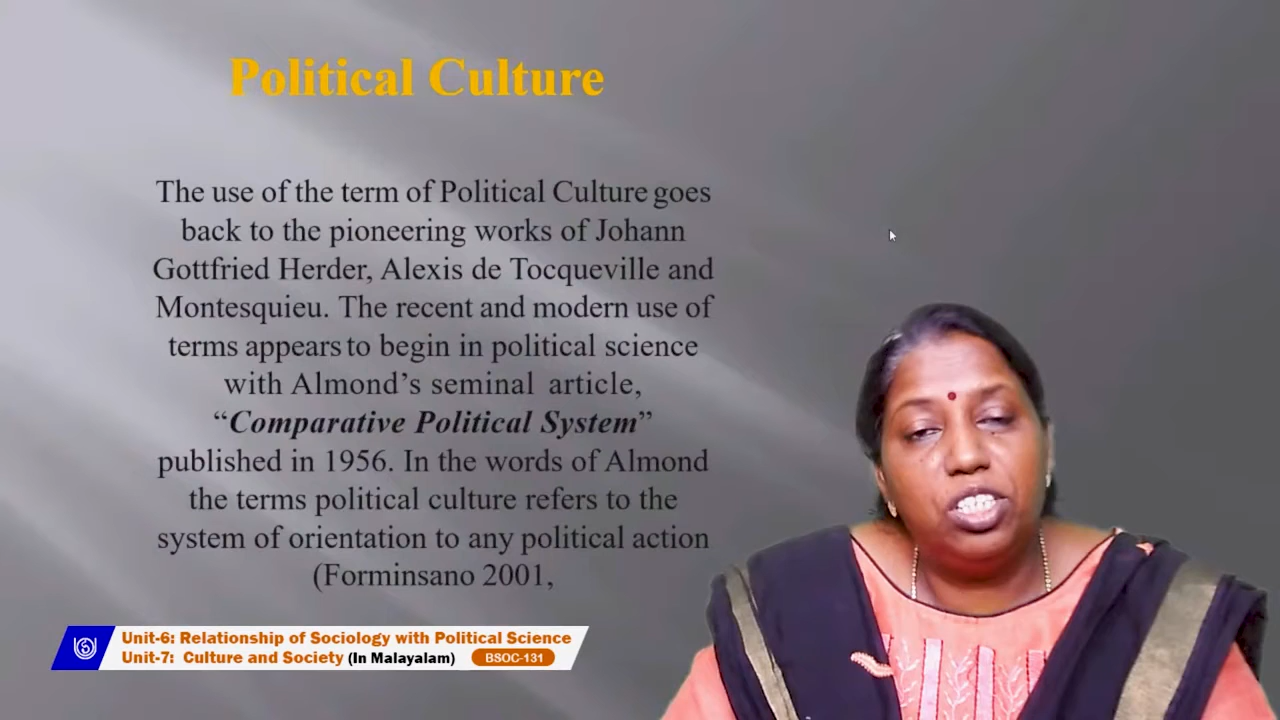 Political Culture
The use of the term of Political Culture goes
back to the pioneering works of Johann
Gottfried Herder, Alexis de Tocqueville and
Montesquieu. The recent and modern use of
terms appears to begin in political science
with Almond’s seminal article,
“Comparative Political System”
published in 1956. In the words of Almond
the terms political culture refers to the
system of orientation to any political action
(Forminsano 2001,
Unit-6: Relationship of Sociology with Political Science
Unit-7: Culture and Society (In Malayalam) BSOC-131